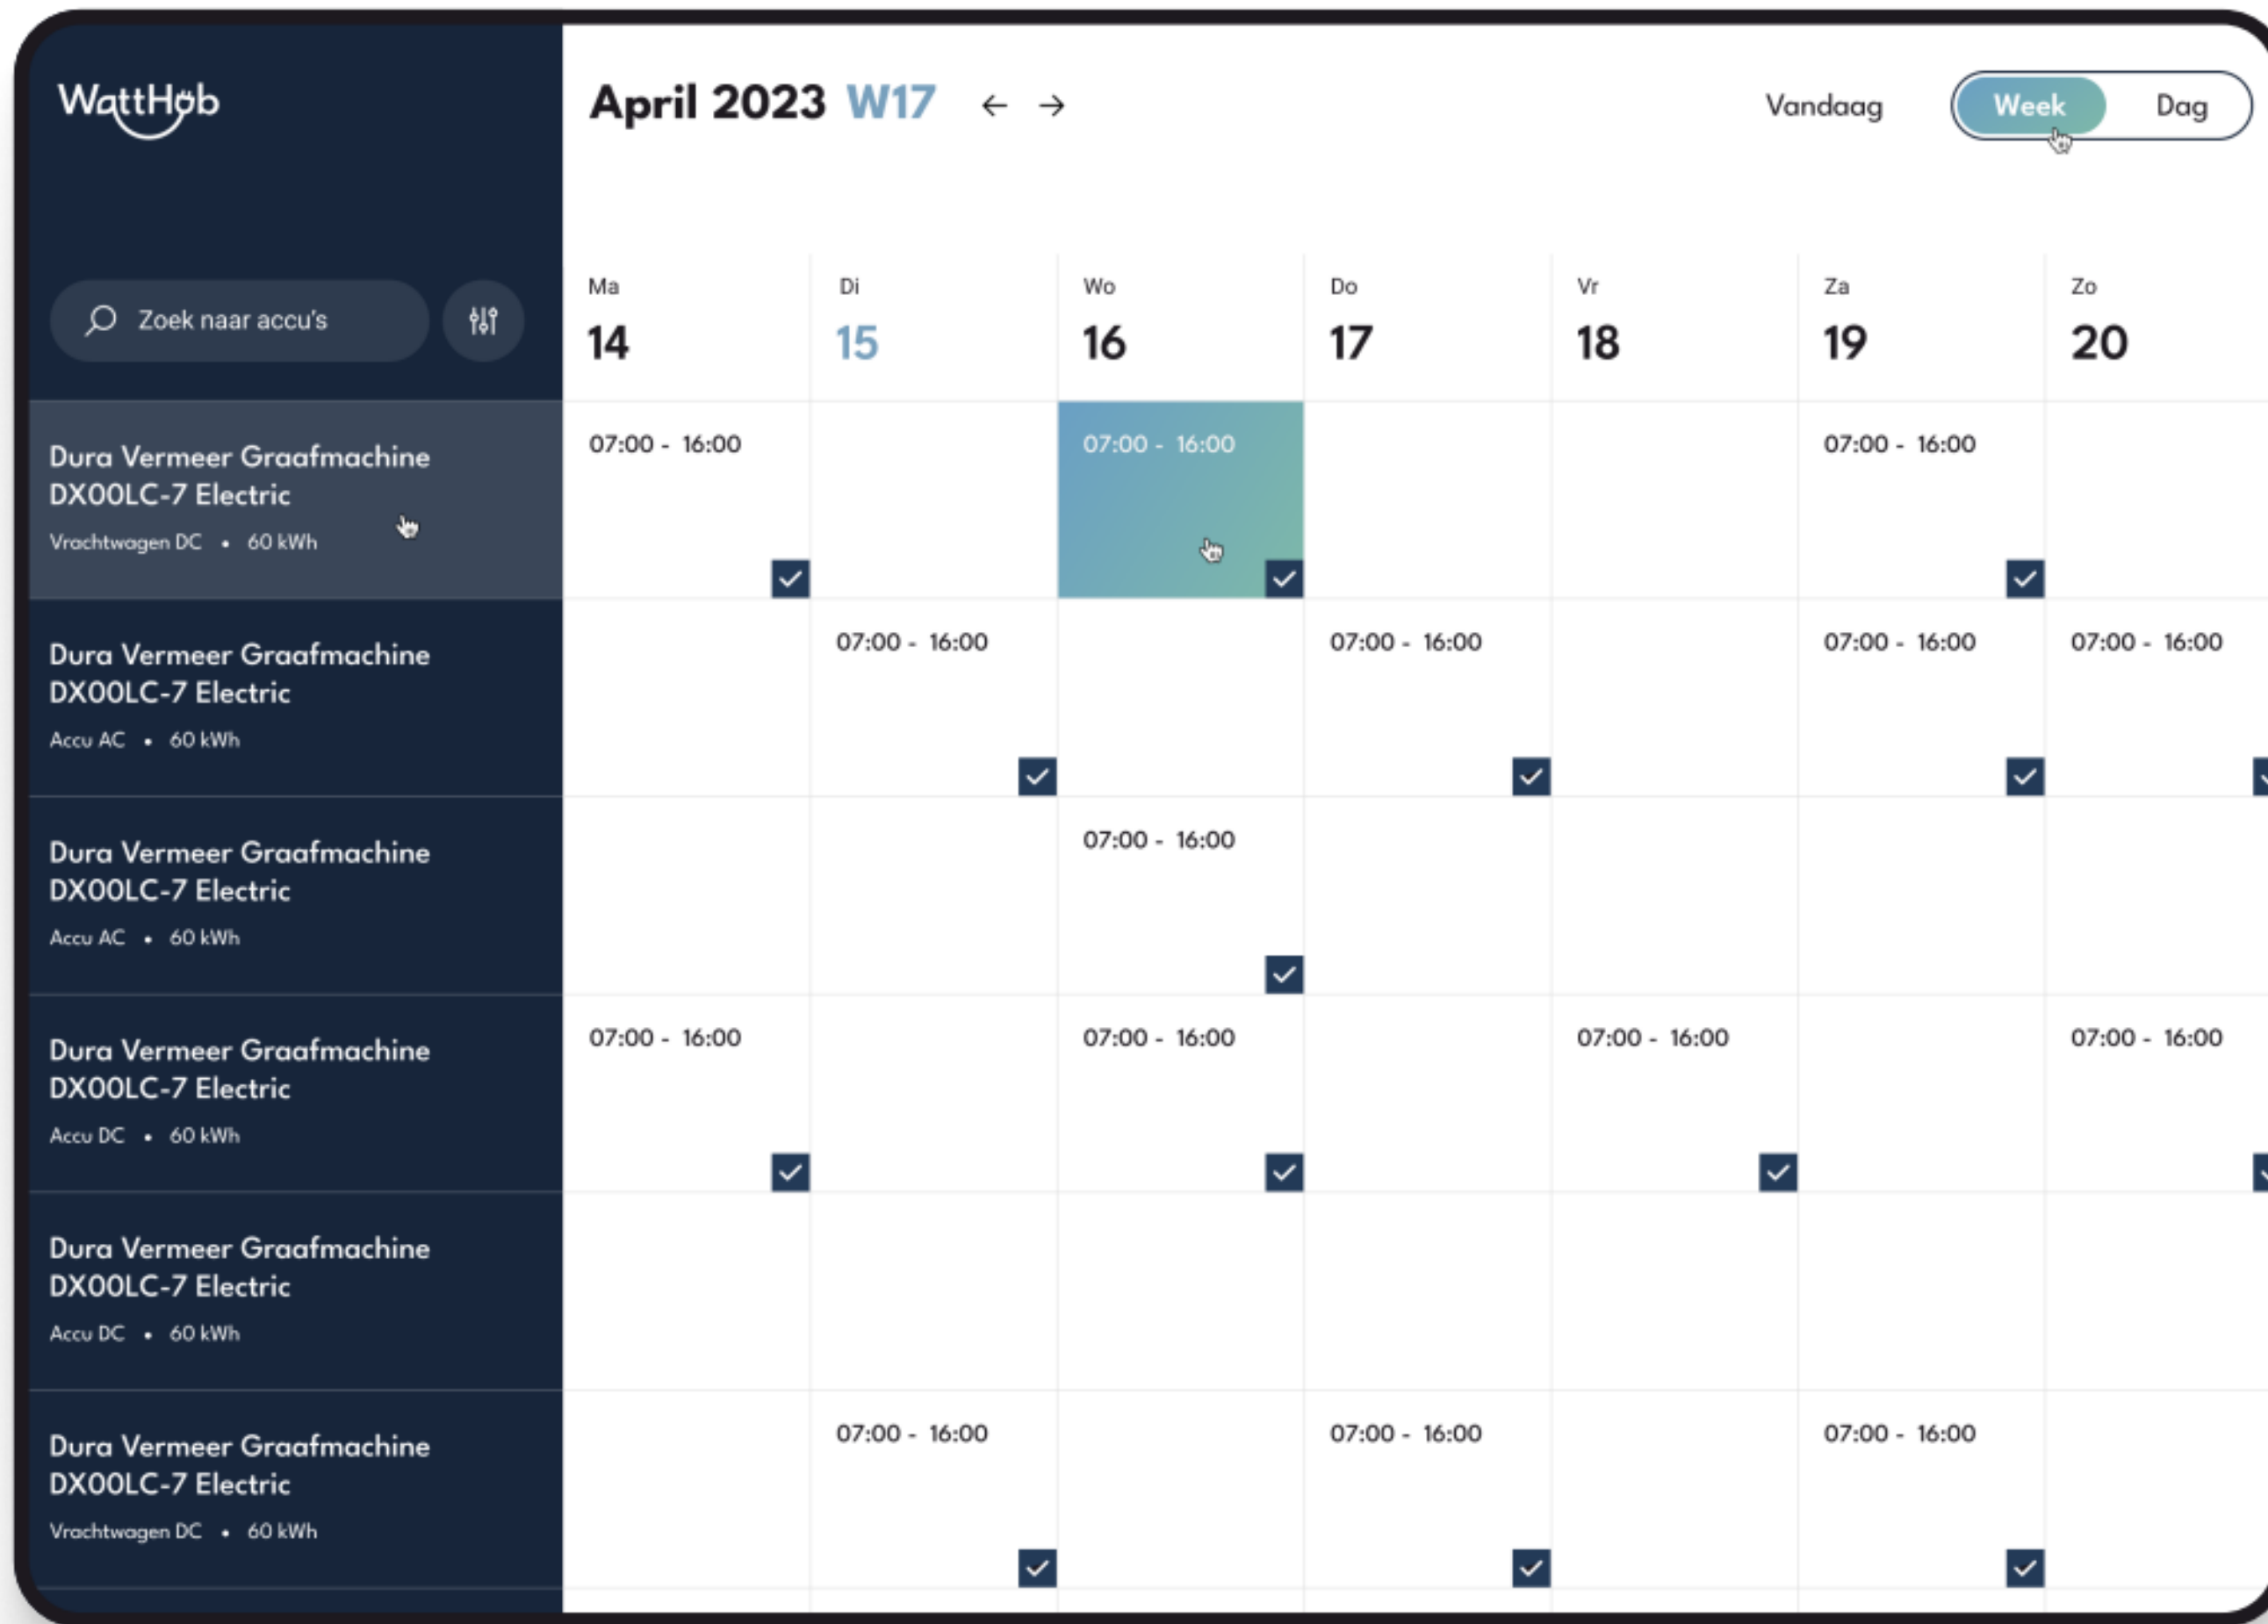 WattHub
April 2023 W17
Vandaag
Week
Dag
Zoek naar accu's
Ma
Di
Wo
Do
Vr
Za
Zo
14
15
16
17
18
19
20
Dura Vermeer Graafmachine
DX00LC-7 Electric
Vrachtwagen DC • 60 kWh
07:00 - 16:00
07:00 - 16:00
07:00 - 16:00
Dura Vermeer Graafmachine
DX00LC-7 Electric
Accu AC • 60 kWh
07:00 - 16:00
07:00 - 16:00
07:00 - 16:00
07:00 - 16:00
Dura Vermeer Graafmachine
DX00LC-7 Electric
Accu AC • 60 kWh
07:00 - 16:00
Dura Vermeer Graafmachine
DX00LC-7 Electric
Accu DC • 60 kWh
07:00 - 16:00
07:00 - 16:00
07:00 - 16:00
07:00 - 16:00
Dura Vermeer Graafmachine
DX00LC-7 Electric
Accu DC • 60 kWh
Dura Vermeer Graafmachine
DX00LC-7 Electric
Vrachtwagen DC • 60 kWh
07:00 - 16:00
07:00 - 16:00
07:00 - 16:00